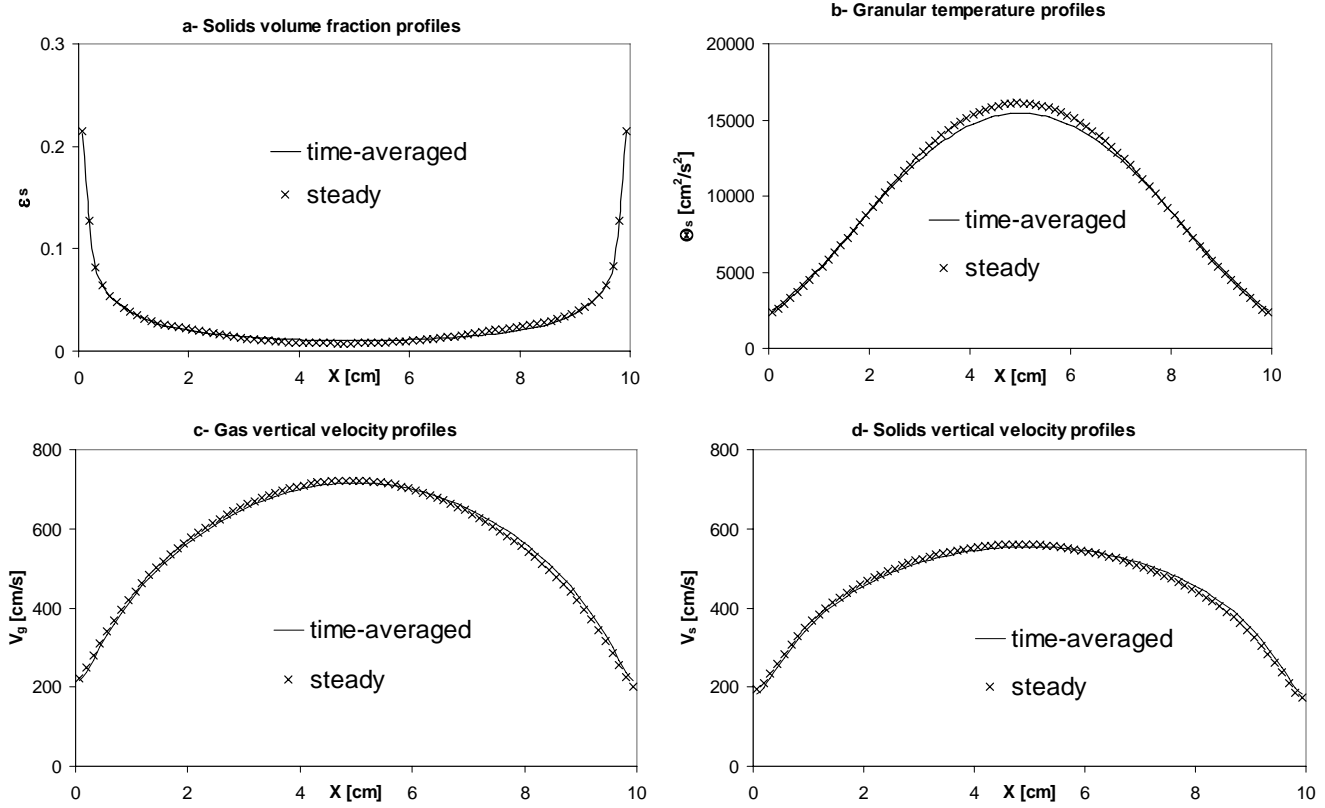 a- Solids volume fraction profiles
0.3
0.2
0.1
0
εs
time-averaged
steady
0 2 4 6 8 10
X [cm]
b- Granular temperature profiles
20000
15000
10000
5000
0
Θs [cm²/s²]
time-averaged
steady
0 2 4 6 8 10
X [cm]
c- Gas vertical velocity profiles
800
600
400
200
0
Vg [cm/s]
time-averaged
steady
0 2 4 6 8 10
X [cm]
d- Solids vertical velocity profiles
800
600
400
200
0
Vs [cm/s]
time-averaged
steady
0 2 4 6 8 10
X [cm]